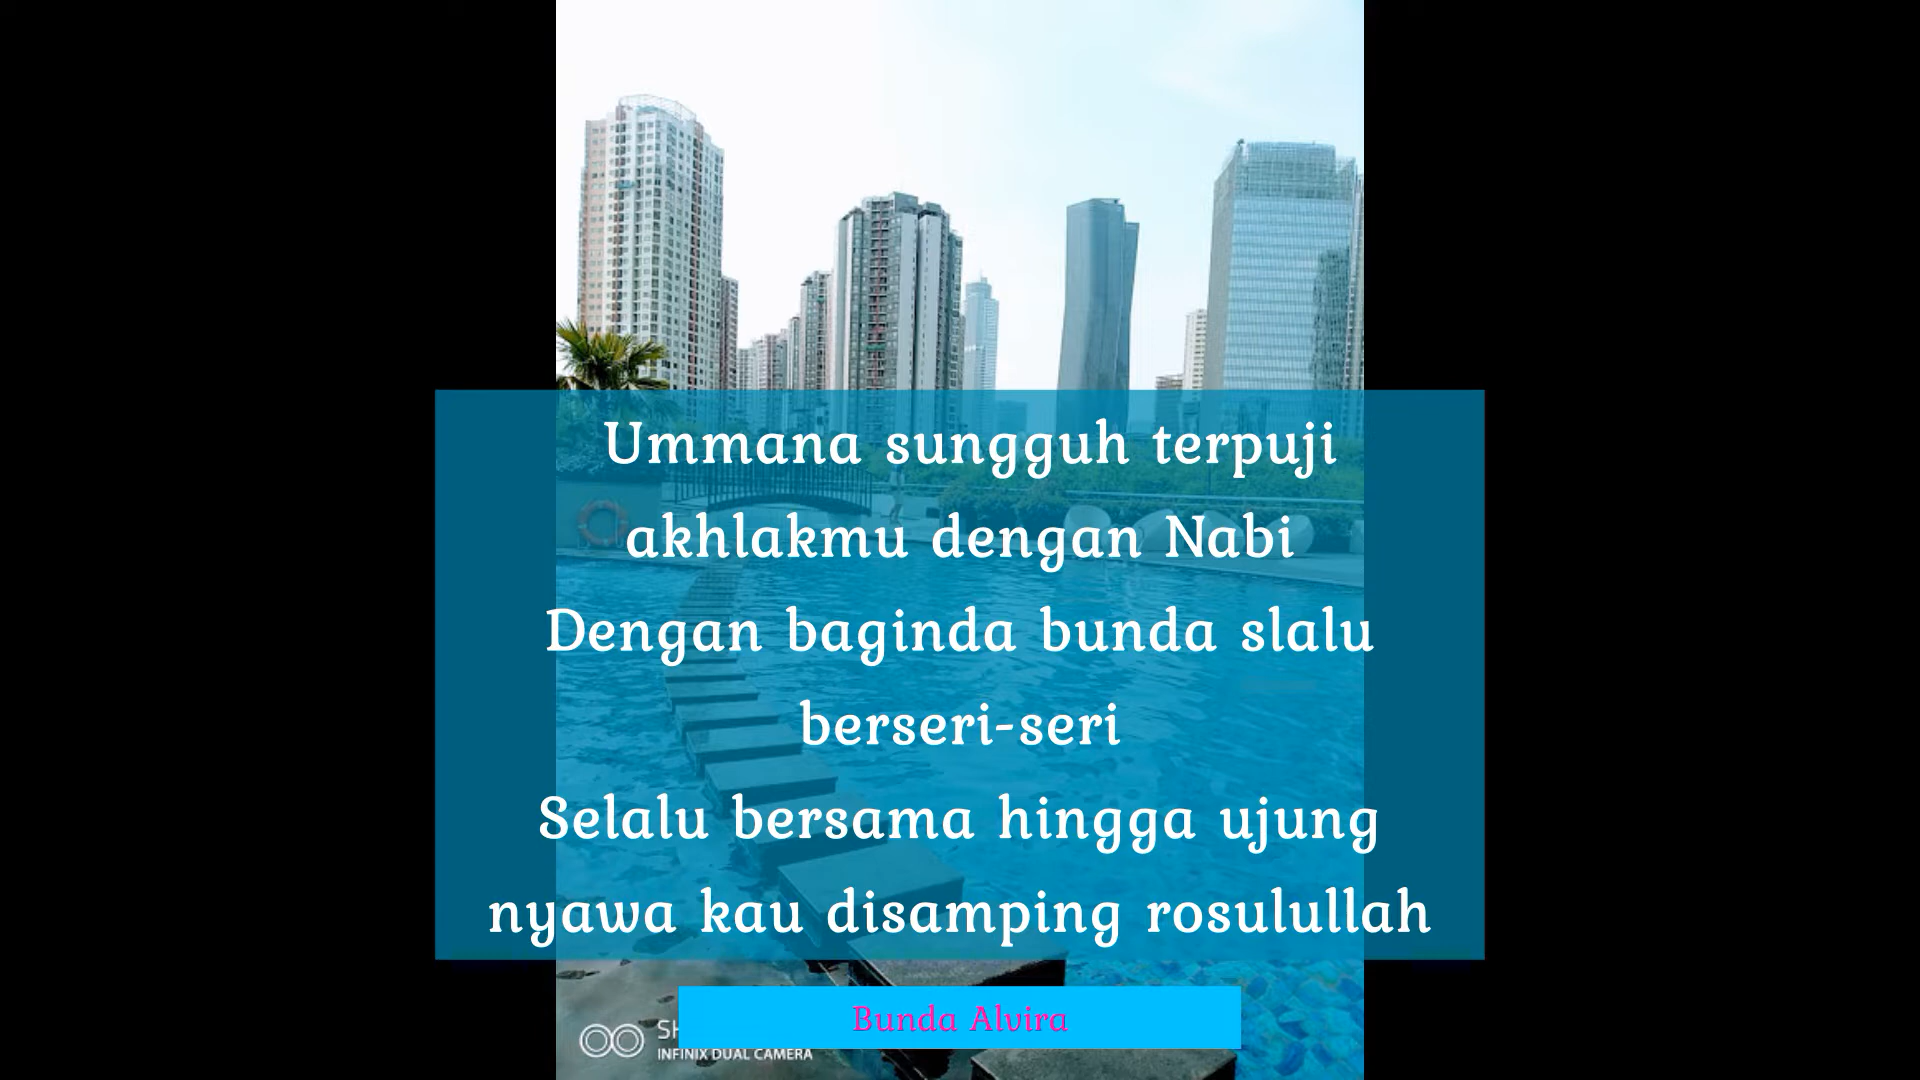 Ummana sungguh terpuji
akhlakmu dengan Nabi
Dengan baginda bunda slalu
berseri-seri
Selalu bersama hingga ujung
nyawa kau disamping rosulullah
Bunda Alvira
INFINIX DUAL CAMERA